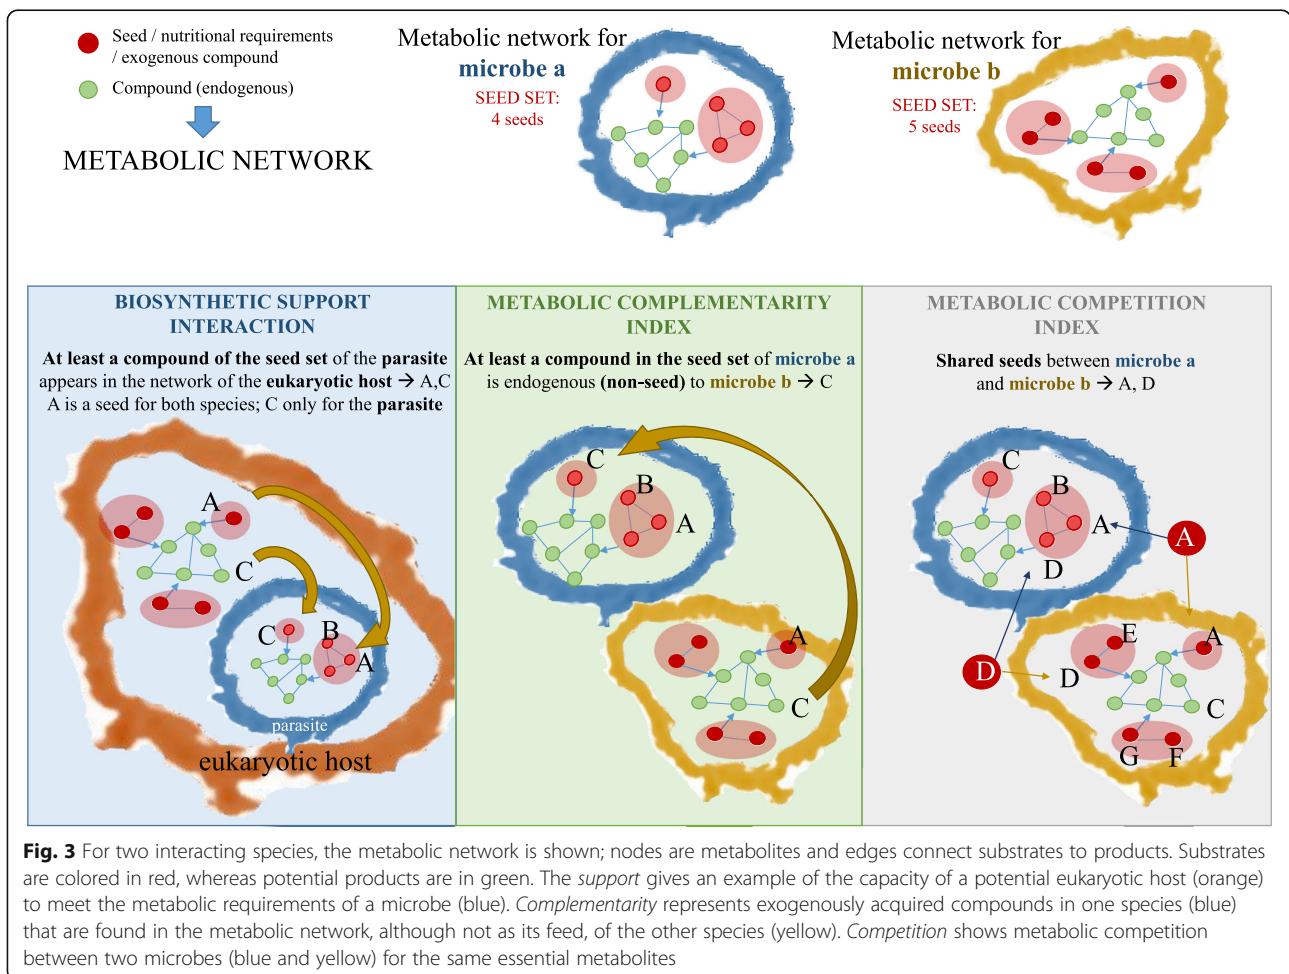 Seed / nutritional requirements
/ exogenous compound
Compound (endogenous)
METABOLIC NETWORK
Metabolic network for
microbe a
SEED SET:
4 seeds
Metabolic network for
microbe b
SEED SET:
5 seeds
BIOSYNTHETIC SUPPORT
INTERACTION
At least a compound of the seed set of the parasite
appears in the network of the eukaryotic host → A,C
A is a seed for both species; C only for the parasite
A
C
C
B
A
parasite
eukaryotic host
METABOLIC COMPLEMENTARITY
INDEX
At least a compound in the seed set of microbe a
is endogenous (non-seed) to microbe b → C
C
B
A
A
C
METABOLIC COMPETITION
INDEX
Shared seeds between microbe a
and microbe b → A, D
C
B
A
D
A
D
E
A
D
C
G
F
Fig. 3 For two interacting species, the metabolic network is shown; nodes are metabolites and edges connect substrates to products. Substrates
are colored in red, whereas potential products are in green. The support gives an example of the capacity of a potential eukaryotic host (orange)
to meet the metabolic requirements of a microbe (blue). Complementarity represents exogenously acquired compounds in one species (blue)
that are found in the metabolic network, although not as its feed, of the other species (yellow). Competition shows metabolic competition
between two microbes (blue and yellow) for the same essential metabolites